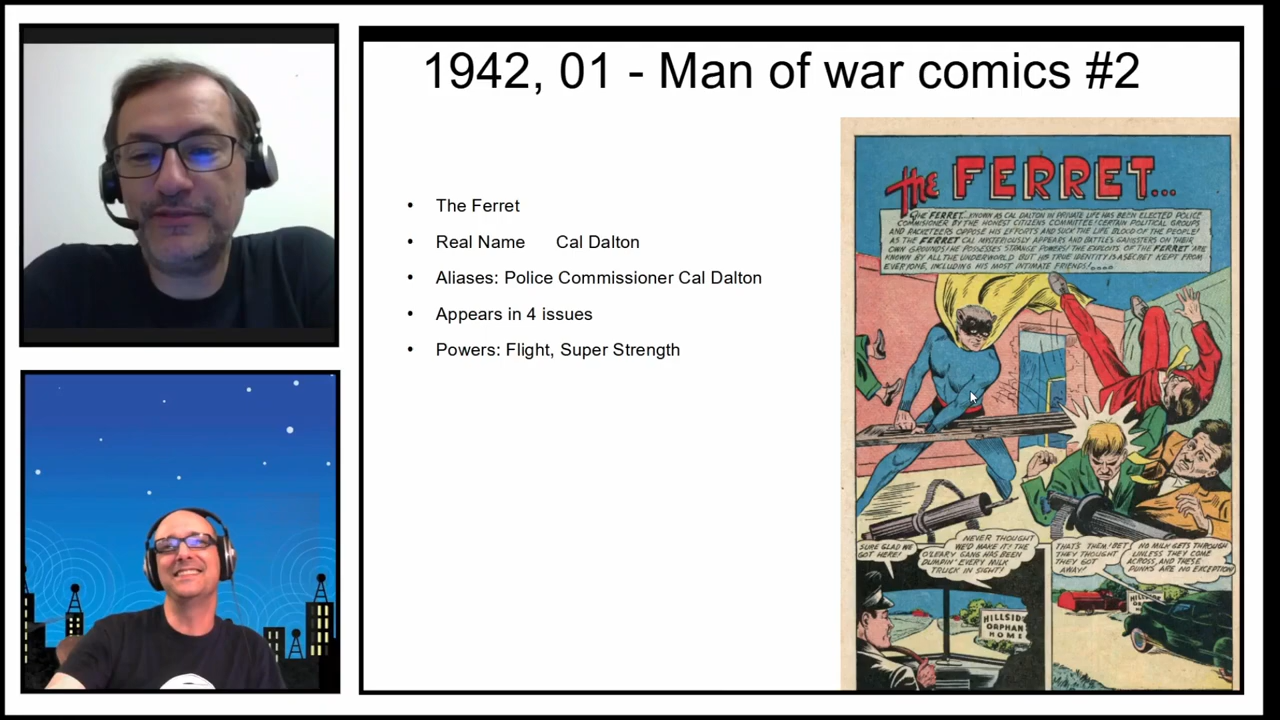 1942, 01 - Man of war comics #2
• The Ferret
• Real Name Cal Dalton
• Aliases: Police Commissioner Cal Dalton
• Appears in 4 issues
• Powers: Flight, Super Strength
The FERRET...
THE FERRET...KNOWN AS CAL DALTON IN PRIVATE LIFE HAS BEEN ELECTED POLICE
COMMISSIONER BY THE HONEST CITIZENS COMMITTEE! CERTAIN POLITICAL GROUPS
AND RACKETEERS OPPOSE HIS EFFORTS AND SUCK THE LIFE BLOOD OF THE PEOPLE!
AS THE FERRET CAL MYSTERIOUSLY APPEARS AND BATTLES GANGSTERS ON THEIR
OWN GROUNDS! HE POSSESSES STRANGE POWERS! THE EXPLOITS OF THE FERRET ARE
KNOWN BY ALL THE UNDERWORLD BUT HIS TRUE IDENTITY IS A SECRET KEPT FROM
EVERYONE, INCLUDING HIS MOST INTIMATE FRIENDS!....
SURE GLAD WE
GOT HERE!
NEVER THOUGHT
WE'D MAKE IT! THE
O'LEARY GANG HAS BEEN
DUMPIN' EVERY MILK
TRUCK IN SIGHT!
HILLSIDE
ORPHAN
HOME
THAT'S THEM! BET
THEY THOUGHT
THEY GOT
AWAY!
NO MILK GETS THROUGH
UNLESS THEY COME
ACROSS, AND THESE
PUNKS ARE NO EXCEPTION